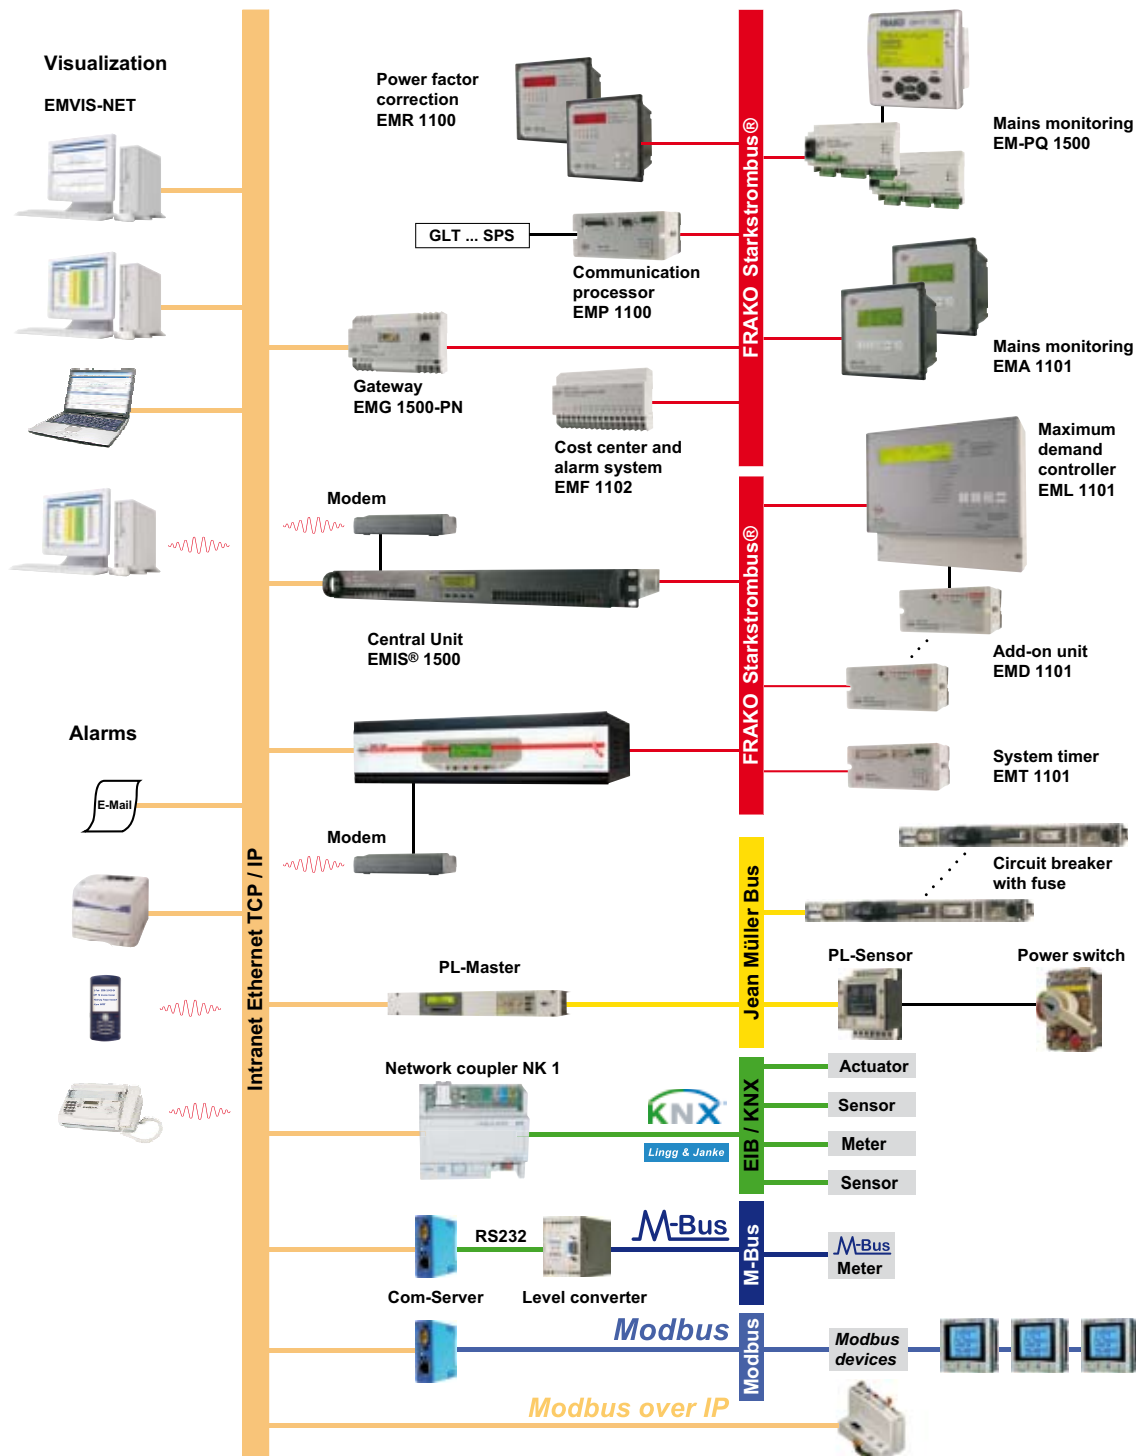 Visualization
EMVIS-NET
Power factor
correction
EMR 1100
FRAKO
Mains monitoring
EM-PQ 1500
GLT ... SPS
Communication
processor
EMP 1100
FRAKO Starkstrombus®
Gateway
EMG 1500-PN
Mains monitoring
EMA 1101
Cost center and
alarm system
EMF 1102
Maximum
demand
controller
EML 1101
Modem
Central Unit
EMIS® 1500
FRAKO Starkstrombus®
Add-on unit
EMD 1101
System timer
EMT 1101
Alarms
E-Mail
Modem
Intranet Ethernet TCP / IP
Circuit breaker
with fuse
Jean Müller Bus
PL-Master
PL-Sensor
Power switch
Network coupler NK 1
KNX®
Lingg & Janke
EIB / KNX
Actuator
Sensor
Meter
Sensor
RS232
M-Bus
M-Bus
M-Bus
Meter
Com-Server
Level converter
Modbus
Modbus
Modbus
devices
Modbus over IP